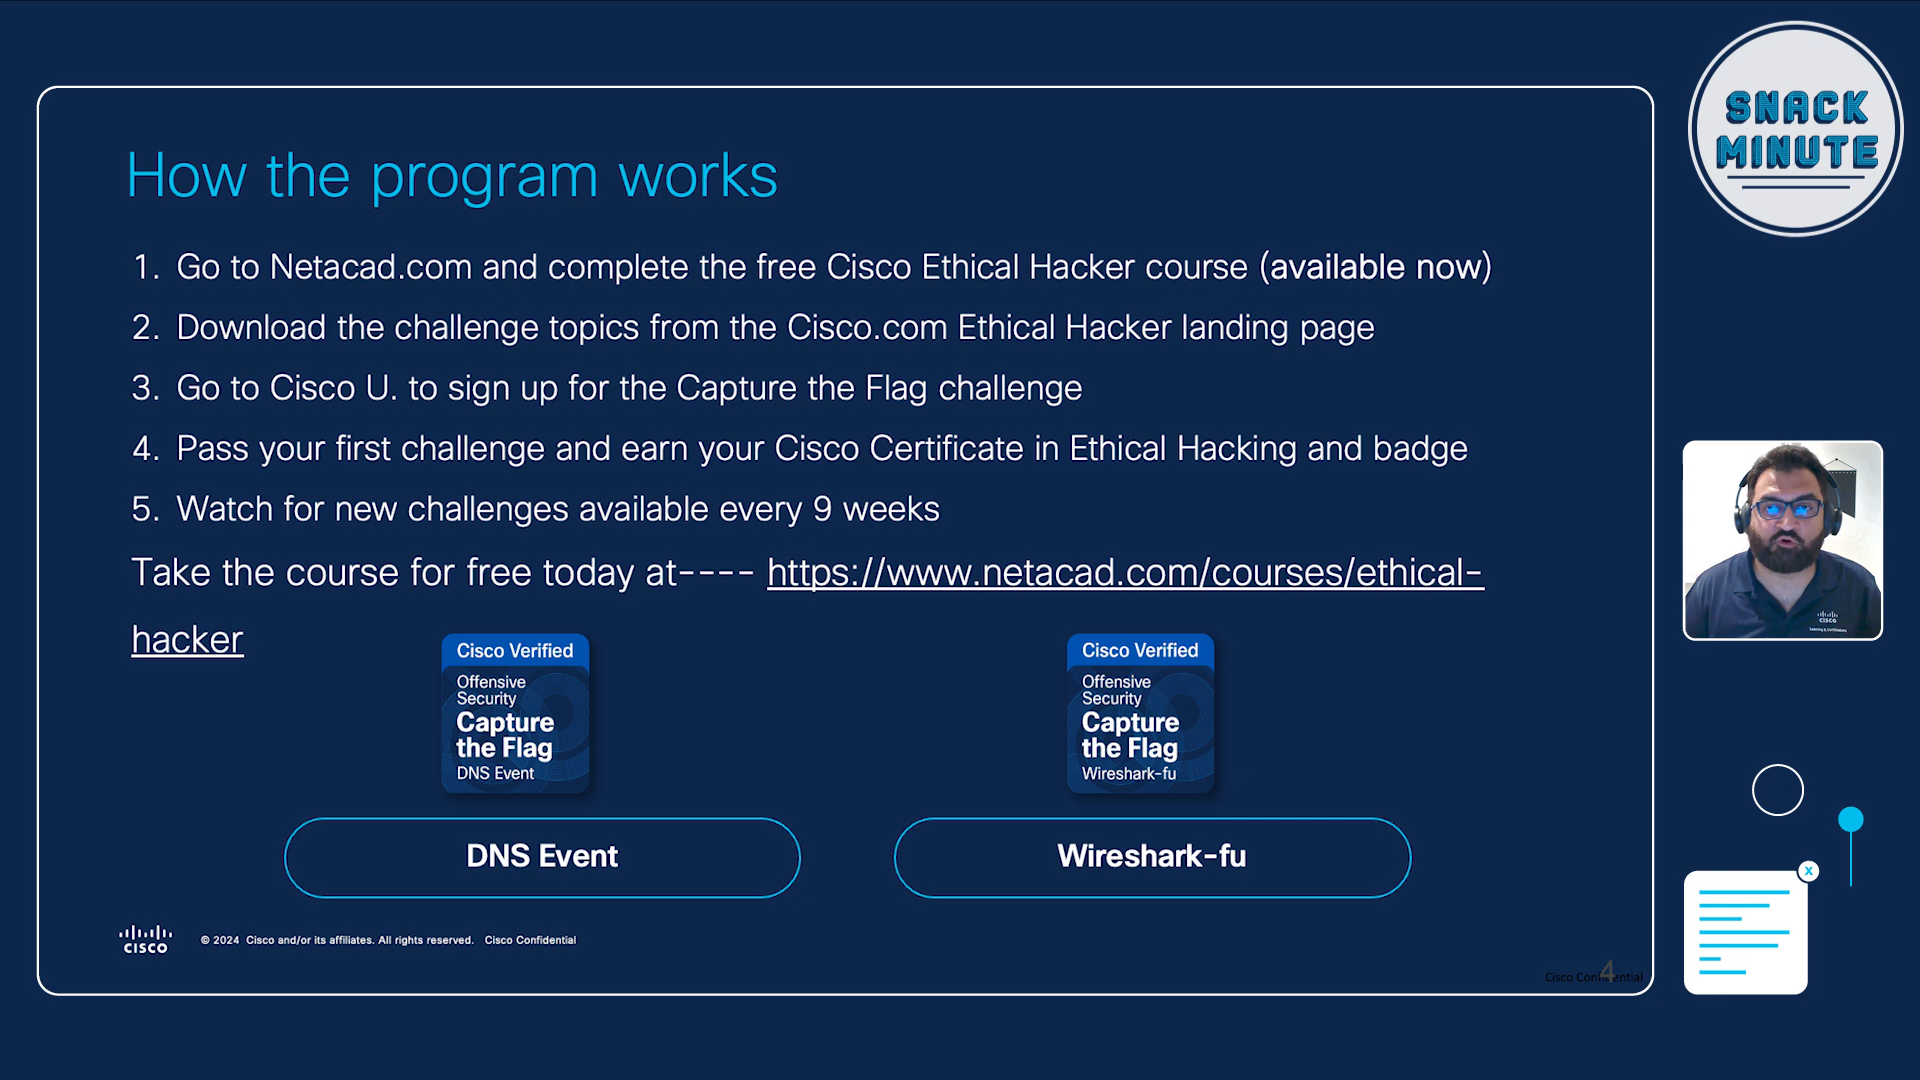 SNACK
MINUTE
How the program works
1. Go to Netacad.com and complete the free Cisco Ethical Hacker course (available now)
2. Download the challenge topics from the Cisco.com Ethical Hacker landing page
3. Go to Cisco U. to sign up for the Capture the Flag challenge
4. Pass your first challenge and earn your Cisco Certificate in Ethical Hacking and badge
5. Watch for new challenges available every 9 weeks
Take the course for free today at---- https://www.netacad.com/courses/ethical-
hacker
Cisco Verified
Offensive
Security
Capture
the Flag
DNS Event
Cisco Verified
Offensive
Security
Capture
the Flag
Wireshark-fu
DNS Event
Wireshark-fu
CISCO
© 2024 Cisco and/or its affiliates. All rights reserved. Cisco Confidential
Cisco Confidential
4
CISCO
Learning & Certifications
X